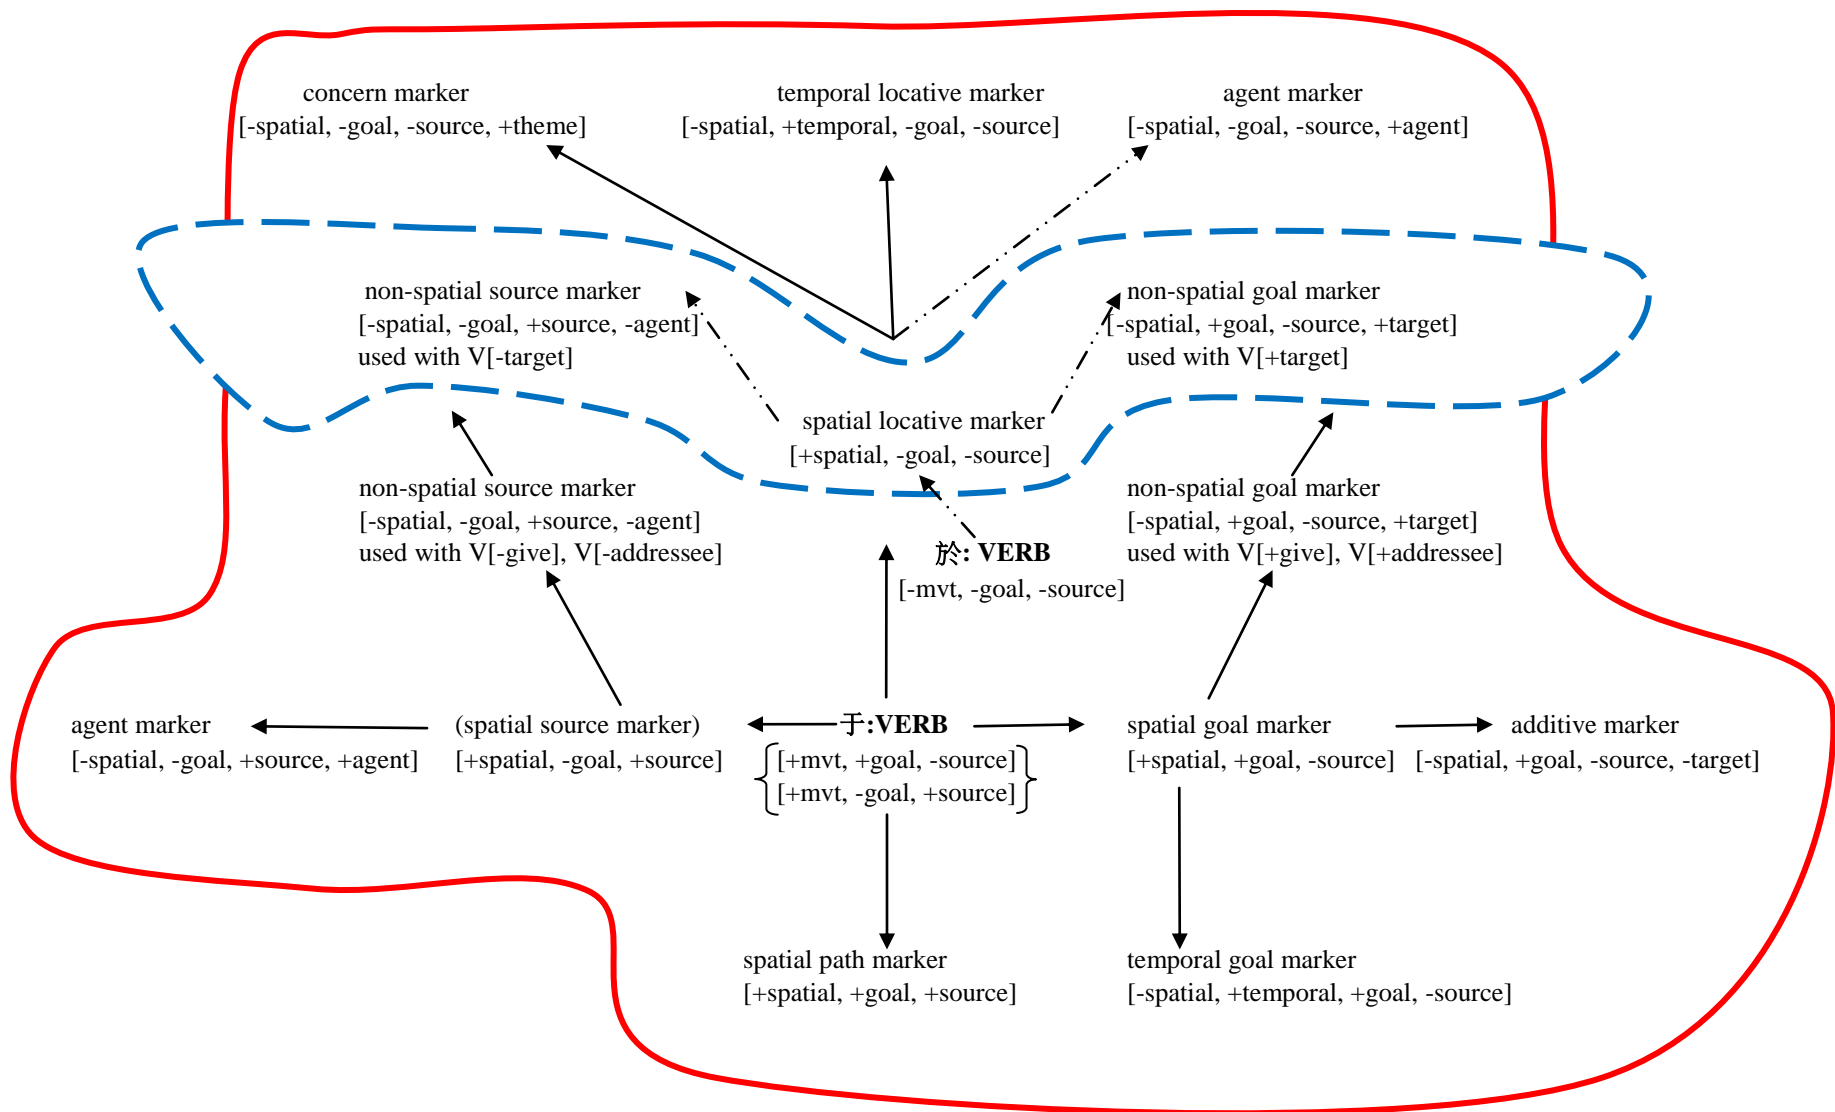 concern marker
[-spatial, -goal, -source, +theme]
temporal locative marker
[-spatial, +temporal, -goal, -source]
agent marker
[-spatial, -goal, -source, +agent]
non-spatial source marker
[-spatial, -goal, +source, -agent]
used with V[-target]
non-spatial goal marker
[-spatial, +goal, -source, +target]
used with V[+target]
spatial locative marker
[+spatial, -goal, -source]
non-spatial source marker
[-spatial, -goal, +source, -agent]
used with V[-give], V[-addressee]
於: VERB
[-mvt, -goal, -source]
non-spatial goal marker
[-spatial, +goal, -source, +target]
used with V[+give], V[+addressee]
agent marker
[-spatial, -goal, +source, +agent]
(spatial source marker)
[+spatial, -goal, +source]
于:VERB
[+mvt, +goal, -source]
[+mvt, -goal, +source]
spatial goal marker
[+spatial, +goal, -source]
additive marker
[-spatial, +goal, -source, -target]
spatial path marker
[+spatial, +goal, +source]
temporal goal marker
[-spatial, +temporal, +goal, -source]